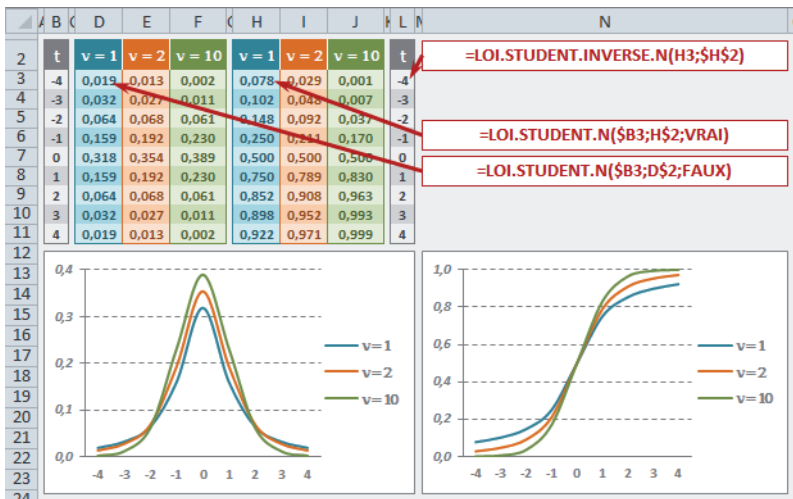 B D E F H I J L N
2 t v = 1 v = 2 v = 10 v = 1 v = 2 v = 10 t =LOI.STUDENT.INVERSE.N(H3;$H$2)
3 -4 0,019 0,013 0,002 0,078 0,029 0,001 -4
4 -3 0,032 0,027 0,011 0,102 0,048 0,007 -3
5 -2 0,064 0,068 0,061 0,148 0,092 0,037 -2
6 -1 0,159 0,192 0,230 0,250 0,211 0,170 -1 =LOI.STUDENT.N($B3;H$2;VRAI)
7 0 0,318 0,354 0,389 0,500 0,500 0,500 0
8 1 0,159 0,192 0,230 0,750 0,789 0,830 1 =LOI.STUDENT.N($B3;D$2;FAUX)
9 2 0,064 0,068 0,061 0,852 0,908 0,963 2
10 3 0,032 0,027 0,011 0,898 0,952 0,993 3
11 4 0,019 0,013 0,002 0,922 0,971 0,999 4
12
13
14
15
16
17
18
19
20
21
22
23
24
0,4
0,3
0,2
0,1
0,0
-4 -3 -2 -1 0 1 2 3 4
v=1
v=2
v=10
1,0
0,8
0,6
0,4
0,2
0,0
-4 -3 -2 -1 0 1 2 3 4
v=1
v=2
v=10